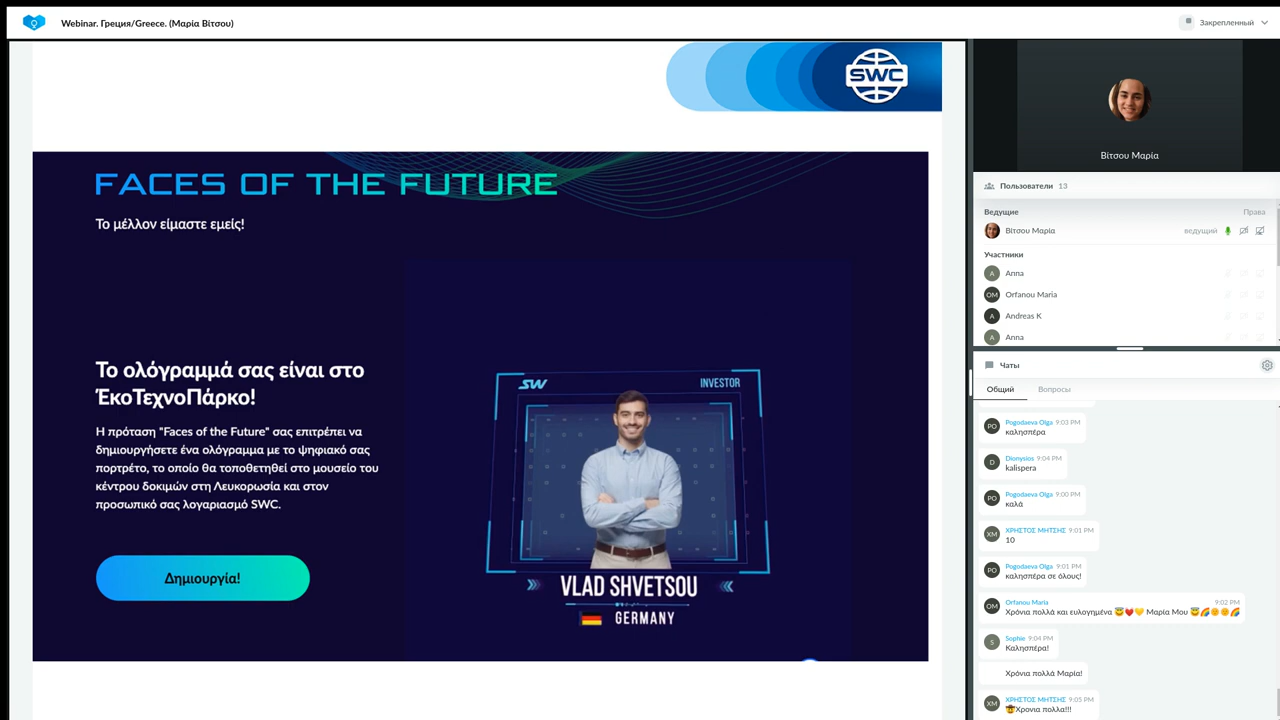 Webinar. Греция/Greece. (Μαρία Βίτσου)
Закрепленный
SWC
FACES OF THE FUTURE
Το μέλλον είμαστε εμείς!
Το ολόγραμμά σας είναι στο
ΈκοΤεχνοΠάρκο!
Η πρόταση "Faces of the Future" σας επιτρέπει να
δημιουργήσετε ένα ολόγραμμα με το ψηφιακό σας
πορτρέτο, το οποίο θα τοποθετηθεί στο μουσείο του
κέντρου δοκιμών στη Λευκορωσία και στον
προσωπικό σας λογαριασμό SWC.
Δημιουργία!
SW
INVESTOR
VLAD SHVETSOU
GERMANY
Βίτσου Μαρία
Пользователи 13
Ведущие Права
Βίτσου Μαρία ведущий
Участники
A Anna
OM Orfanou Maria
A Andreas K
A Anna
Чаты
Общий Вопросы
PO Pogodaeva Olga 9:03 PM
καλησπέρα
D Dionysios 9:04 PM
kalispera
PO Pogodaeva Olga 9:00 PM
καλά
XM ΧΡΗΣΤΟΣ ΜΗΤΣΗΣ 9:01 PM
10
PO Pogodaeva Olga 9:01 PM
καλησπέρα σε όλους!
OM Orfanou Maria 9:02 PM
Χρόνια πολλά και ευλογημένα 😇❤️💛 Μαρία Μου 😇🌈🌞🌞🌈
S Sophie 9:04 PM
Καλησπέρα!
Χρόνια πολλά Μαρία!
XM ΧΡΗΣΤΟΣ ΜΗΤΣΗΣ 9:05 PM
🤠Χρονια πολλα!!!